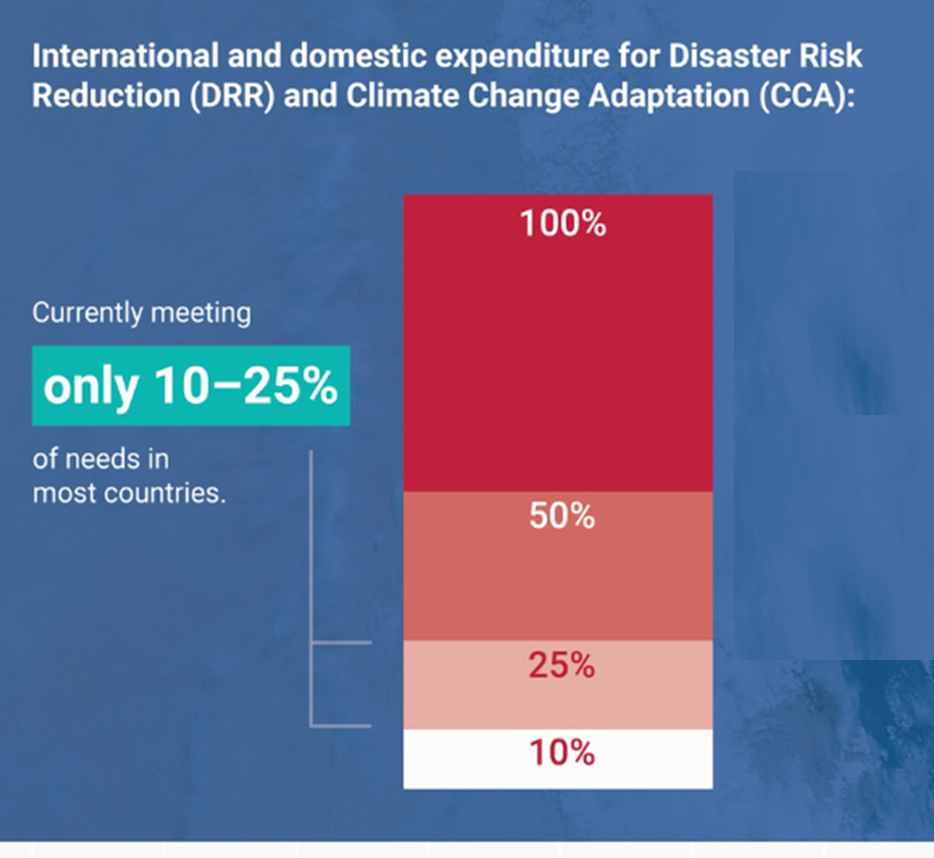 International and domestic expenditure for Disaster Risk
Reduction (DRR) and Climate Change Adaptation (CCA):
100%
Currently meeting
only 10–25%
of needs in
most countries.
50%
25%
10%